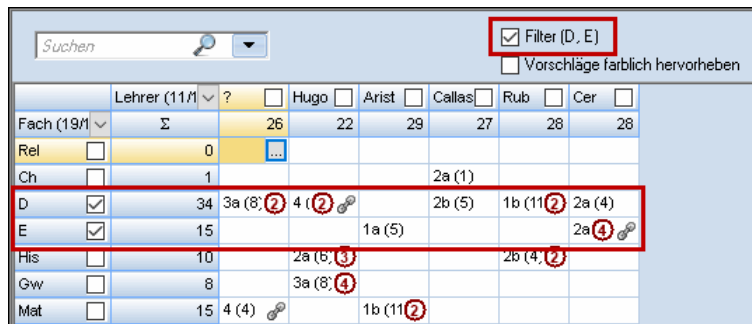 Suchen
Filter (D, E)
Vorschläge farblich hervorheben
Lehrer (11/1 ? Hugo Arist Callas Rub Cer
Fach (19/1 Σ 26 22 29 27 28 28
Rel 0 ...
Ch 1 2a (1)
D 34 3a (8) 2 4 ( 2 2b (5) 1b (11 2 2a (4)
E 15 1a (5) 2a 4
His 10 2a (6) 3 2b (4) 2
Gw 8 3a (8) 4
Mat 15 4 (4) 1b (11 2